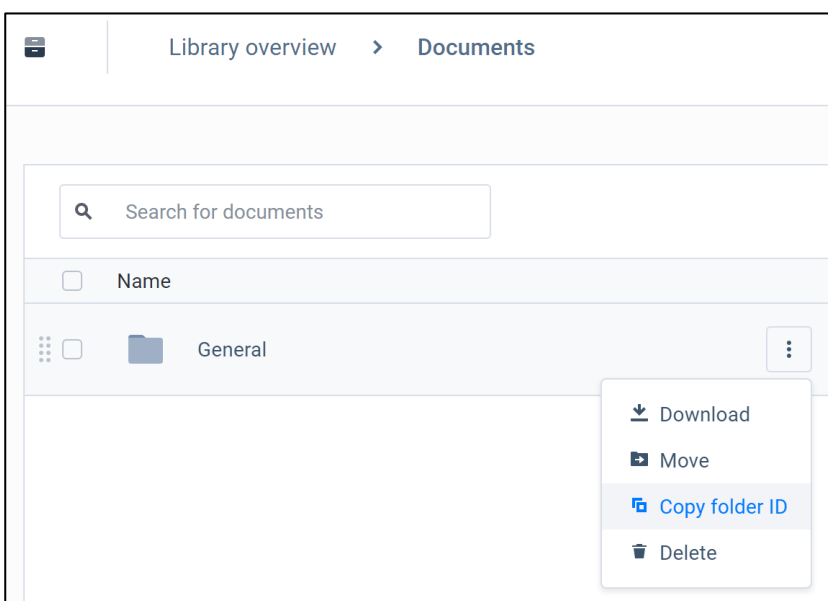 Library overview > Documents
Search for documents
Name
General
Download
Move
Copy folder ID
Delete